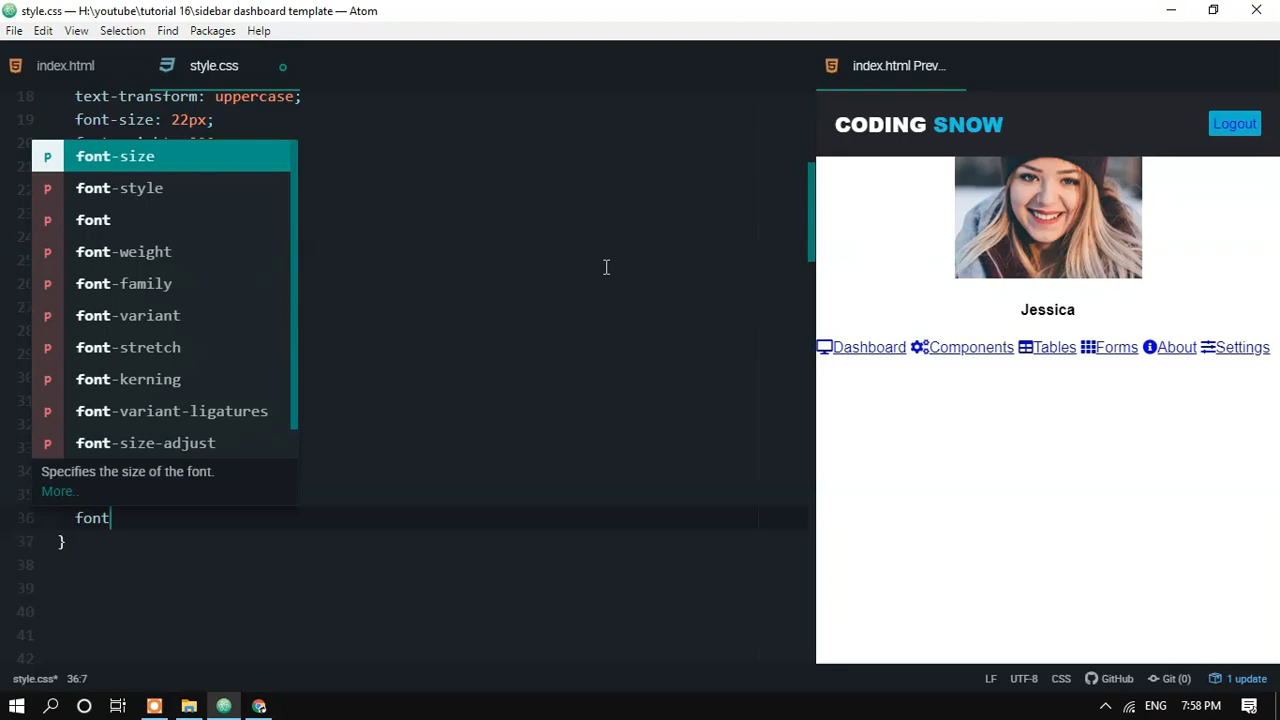 style.css — H:\youtube\tutorial 16\sidebar dashboard template — Atom
File Edit View Selection Find Packages Help
index.html style.css index.html Prev...
18 text-transform: uppercase;
19 font-size: 22px;
p font-size
p font-style
p font
p font-weight
p font-family
p font-variant
p font-stretch
p font-kerning
p font-variant-ligatures
p font-size-adjust
Specifies the size of the font.
More..
36 font
37 }
38
39
40
41
42
CODING SNOW Logout
Jessica
Dashboard Components Tables Forms About Settings
style.css* 36:7 LF UTF-8 CSS GitHub Git (0) 1 update
ENG 7:58 PM